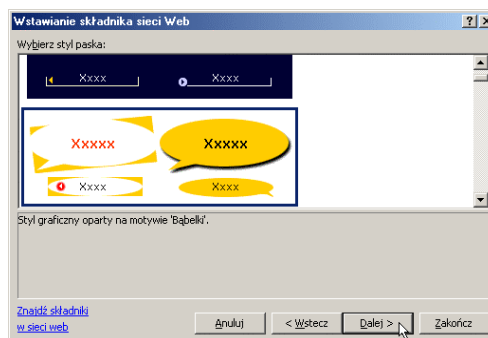 Wstawianie składnika sieci Web
Wybierz styl paska:
Xxxx Xxxx
Xxxxx Xxxxx
Xxxx Xxxx
Styl graficzny oparty na motywie 'Bąbelki'.
Znajdź składniki
w sieci web
Anuluj < Wstecz Dalej > Zakończ